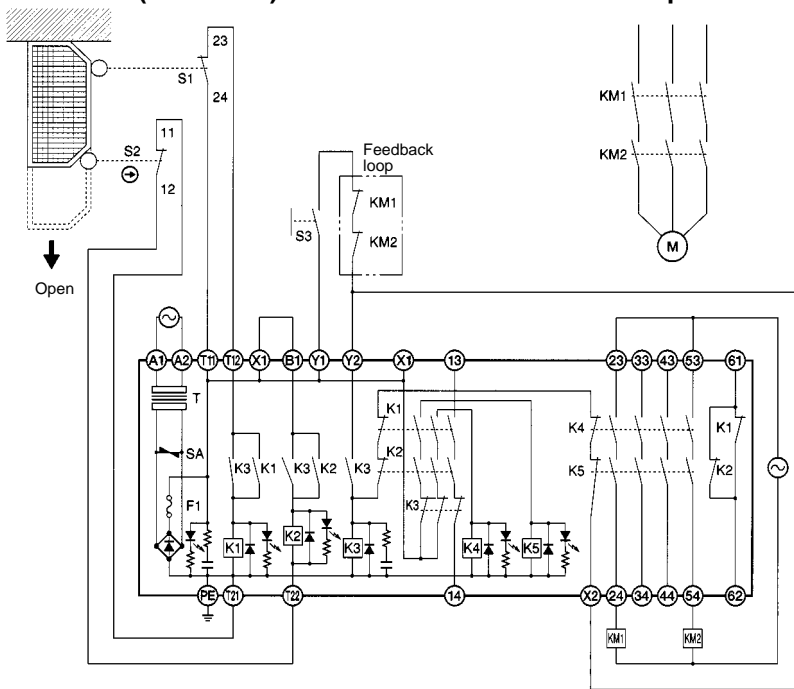 23
S1
24
11
S2
12
Open
Feedback
loop
KM1
KM2
S3
KM1
KM2
M
A1 A2 T11 T12 X1 B1 Y1 Y2 X1 13 23 33 43 53 61
T
SA
F1
K3 K1 K3 K2 K3
K1
K2
K3
K4
K5
K1
K2
K1 K2 K3 K4 K5
PE T21 T22 14 X2 24 34 44 54 62
KM1 KM2